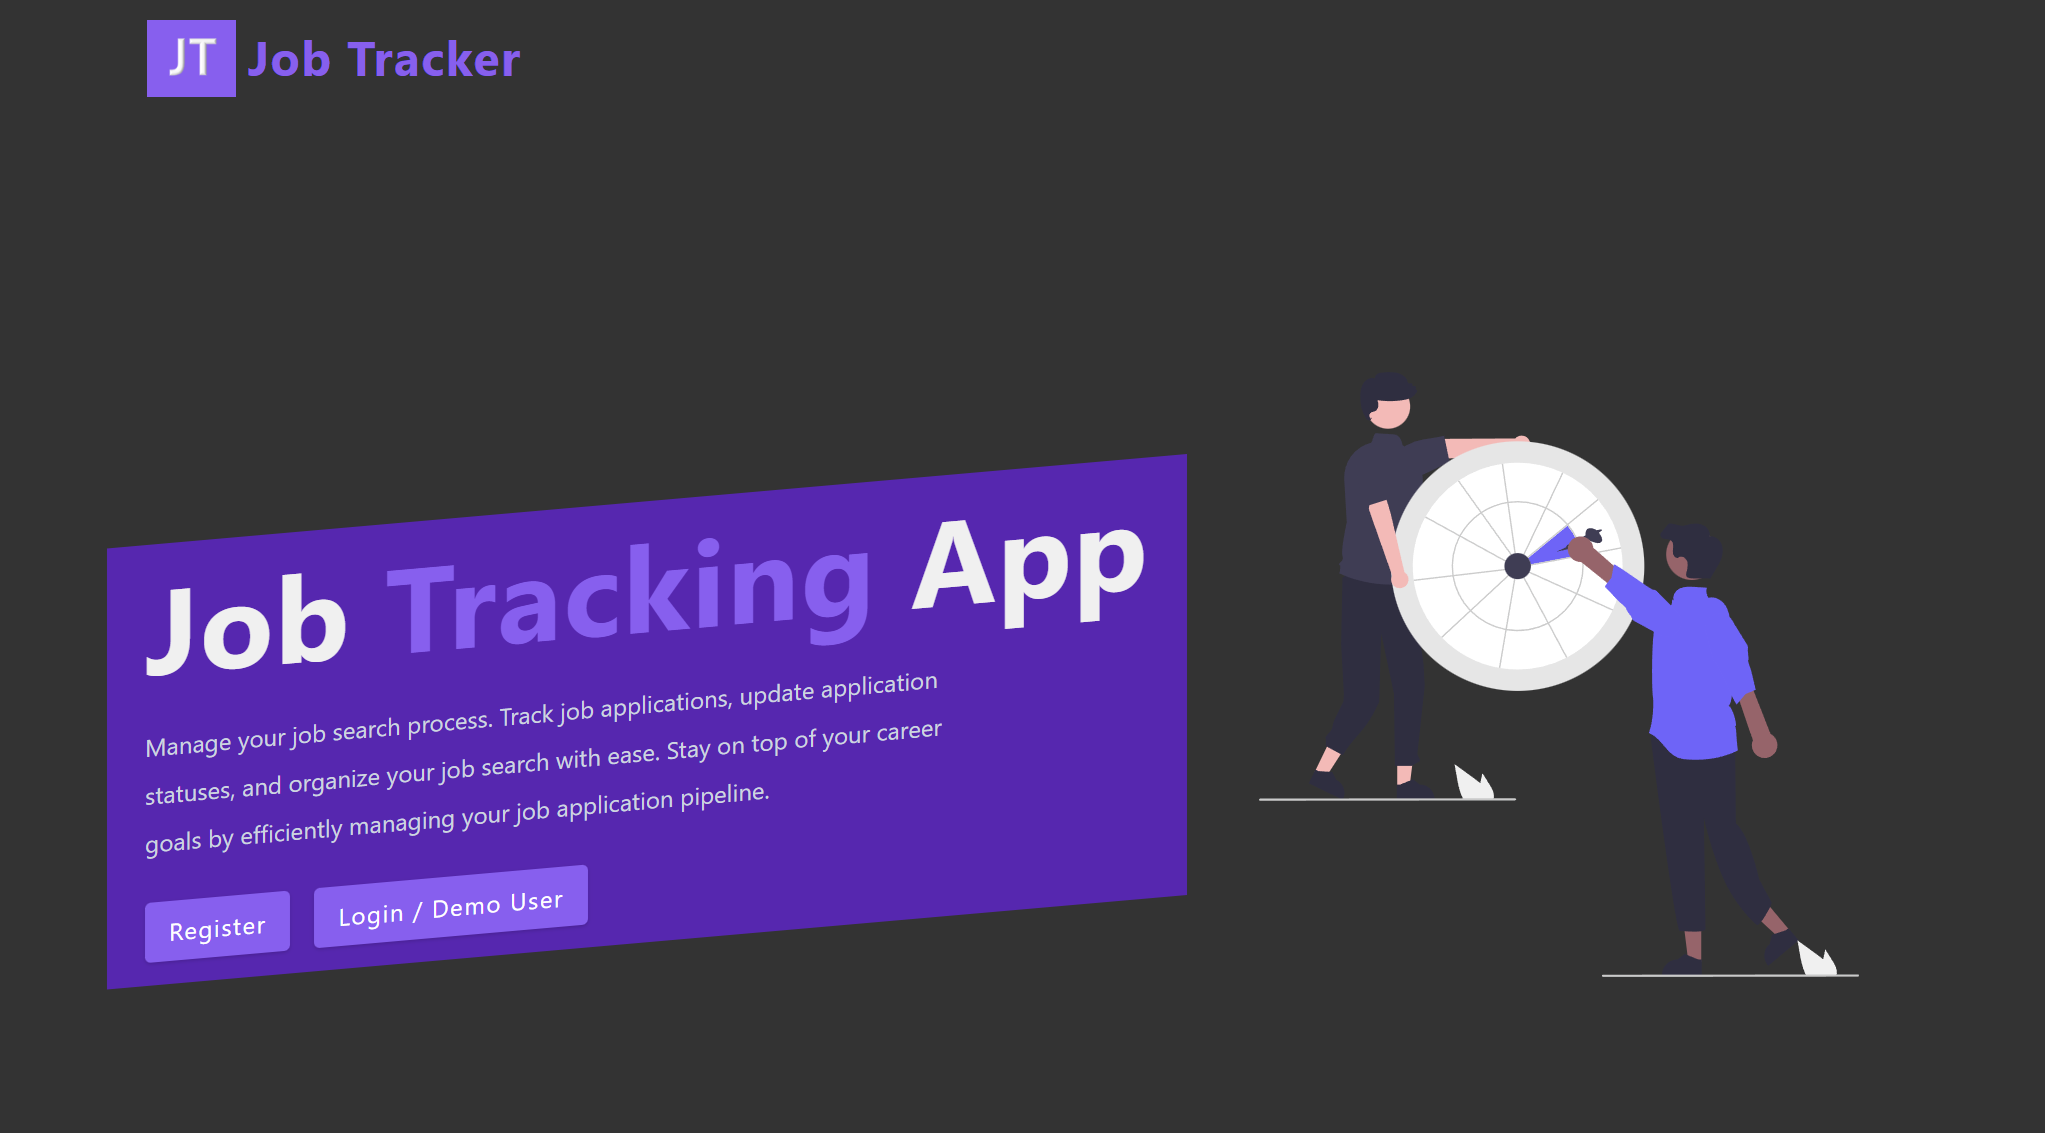 JT Job Tracker
Job Tracking App
Manage your job search process. Track job applications, update application
statuses, and organize your job search with ease. Stay on top of your career
goals by efficiently managing your job application pipeline.
Register
Login / Demo User